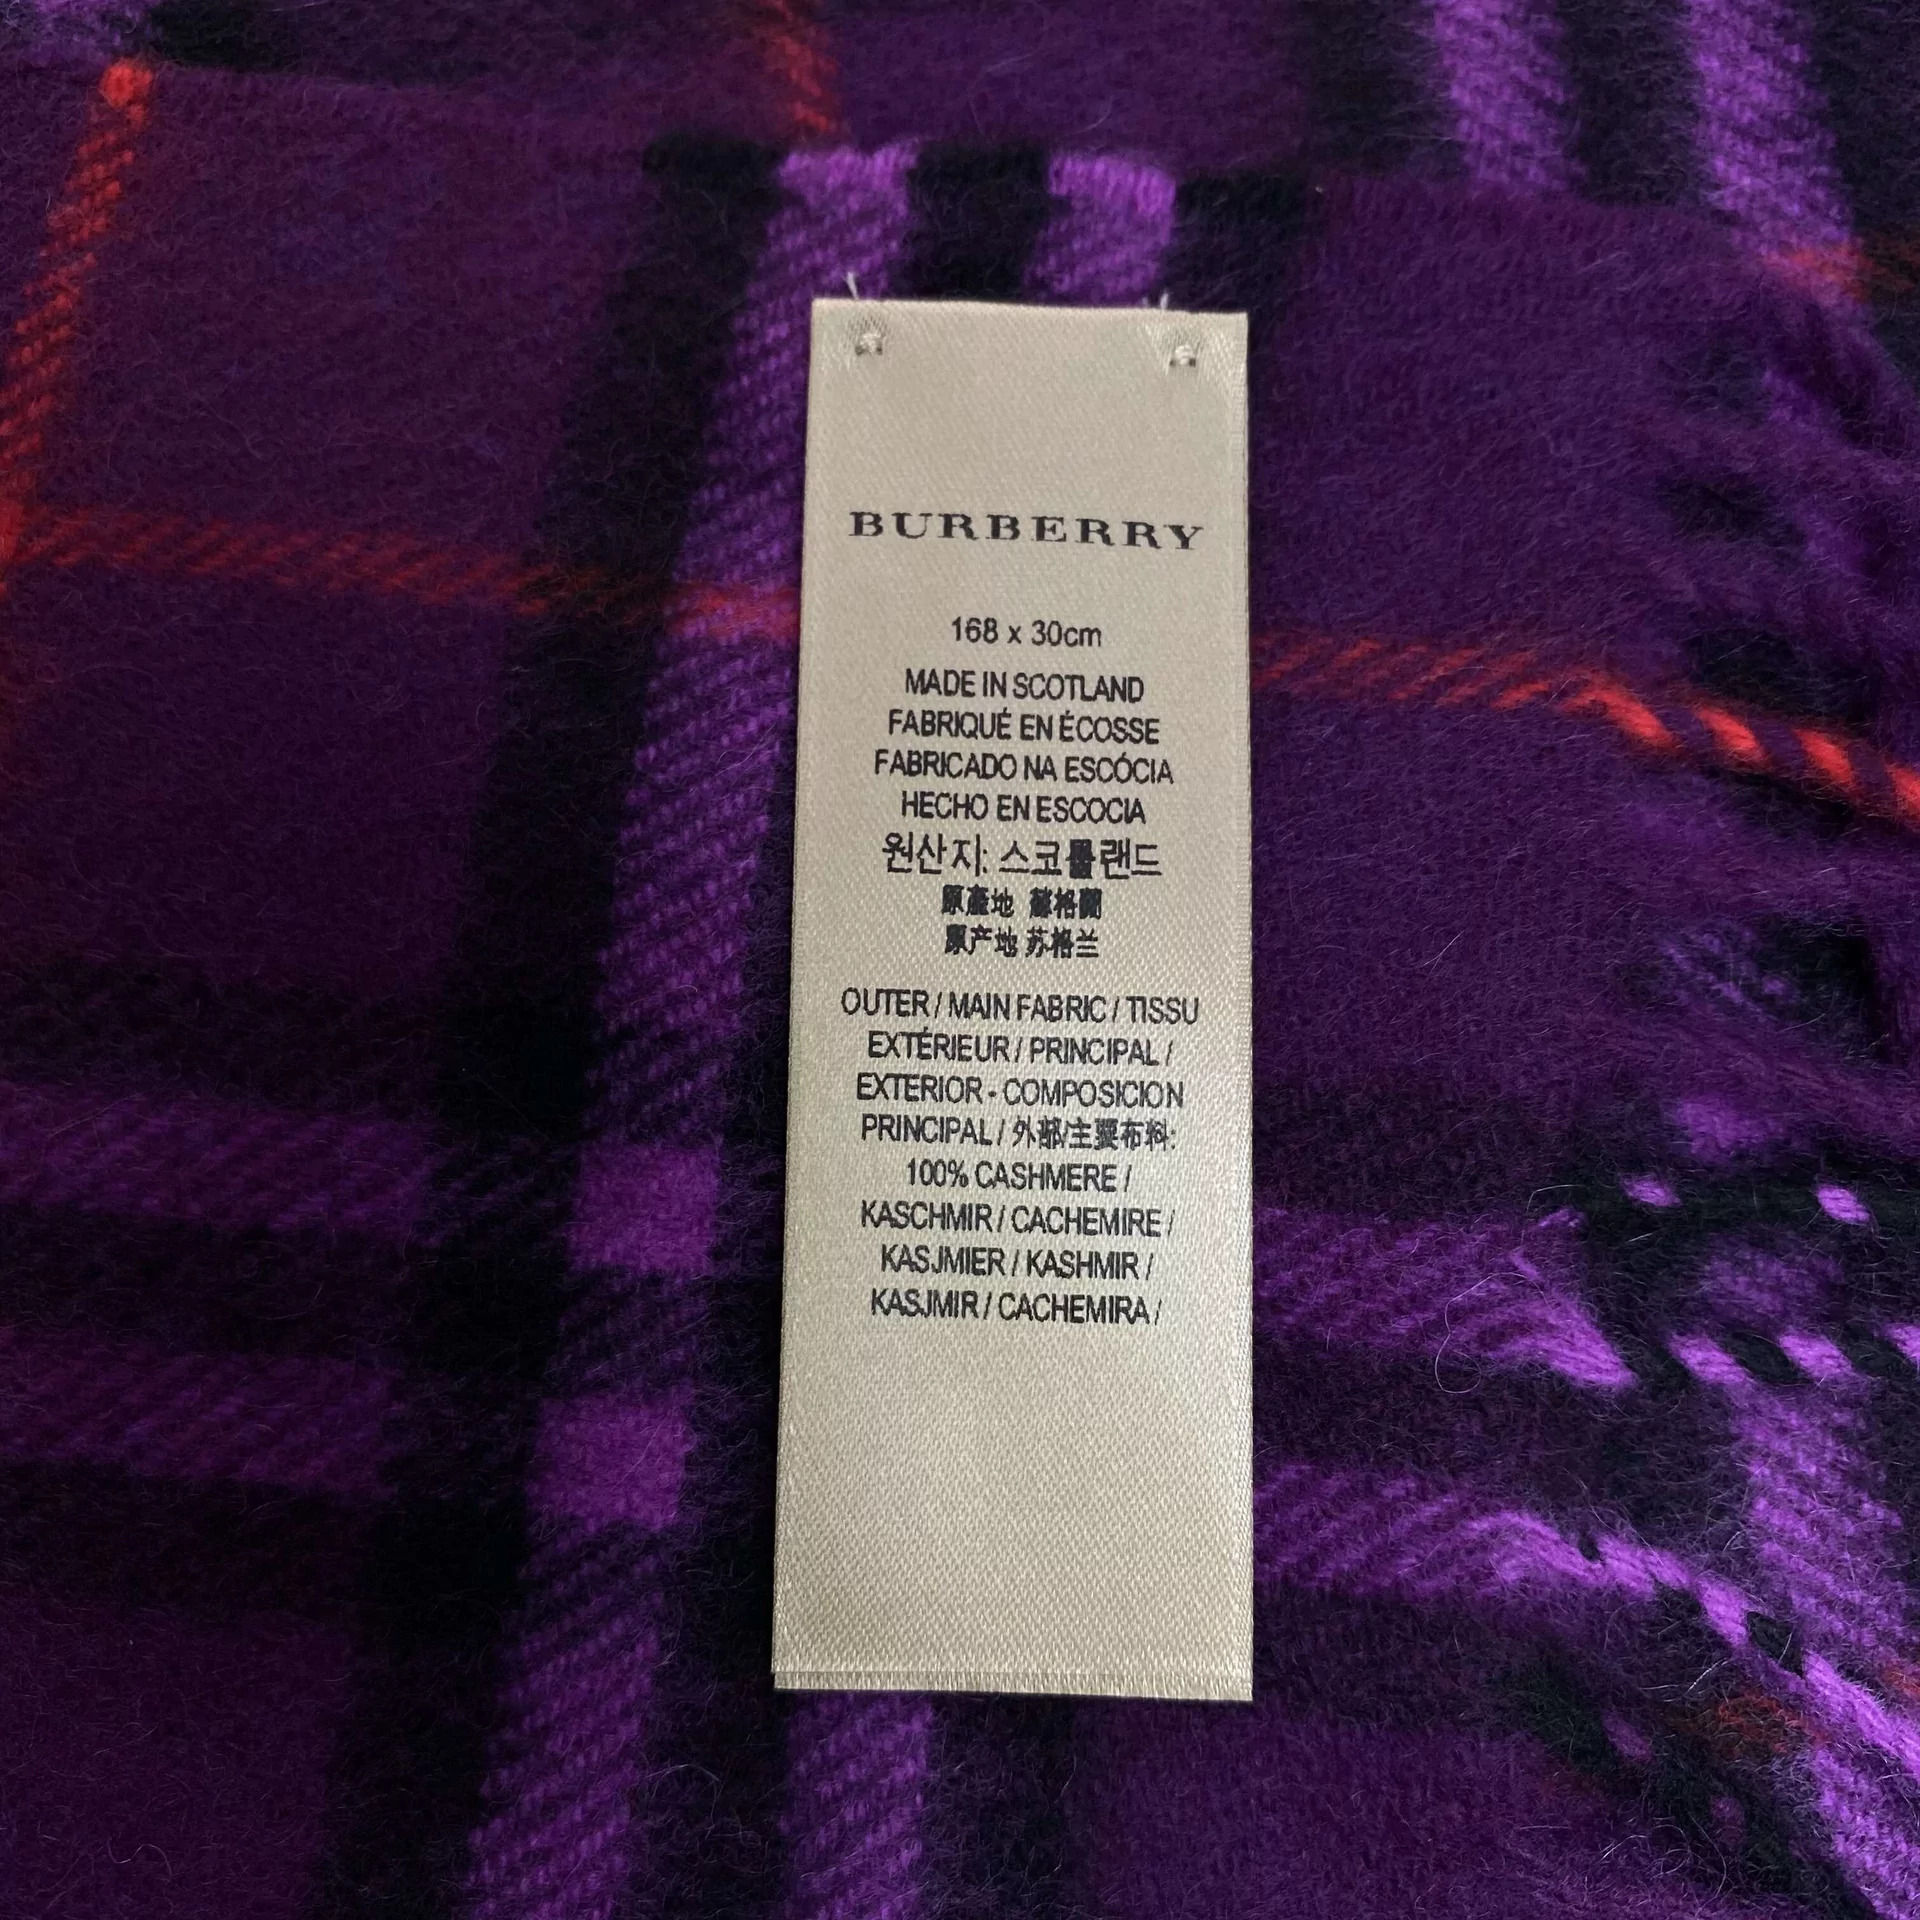 BURBERRY
168 x 30cm
MADE IN SCOTLAND
FABRIQUÉ EN ÉCOSSE
FABRICADO NA ESCÓCIA
HECHO EN ESCOCIA
원산지: 스코틀랜드
原產地 蘇格蘭
原产地 苏格兰
OUTER / MAIN FABRIC / TISSU
EXTÉRIEUR / PRINCIPAL /
EXTERIOR - COMPOSICION
PRINCIPAL / 外部/主要布料:
100% CASHMERE /
KASCHMIR / CACHEMIRE /
KASJMIER / KASHMIR /
KASJMIR / CACHEMIRA /